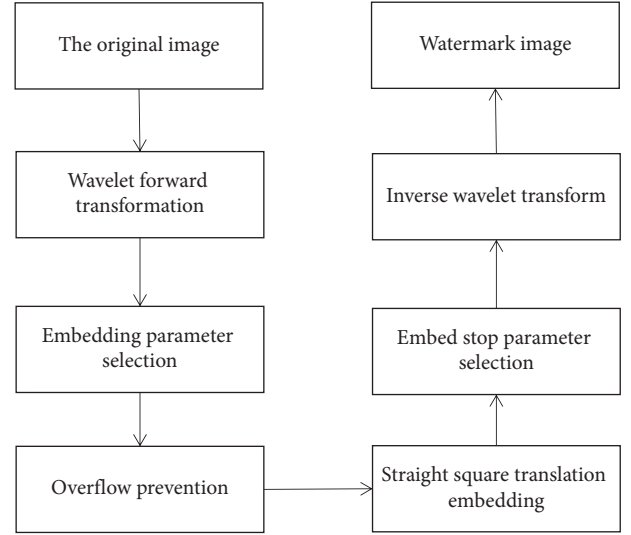 The original image
Wavelet forward
transformation
Embedding parameter
selection
Overflow prevention
Straight square translation
embedding
Embed stop parameter
selection
Inverse wavelet transform
Watermark image